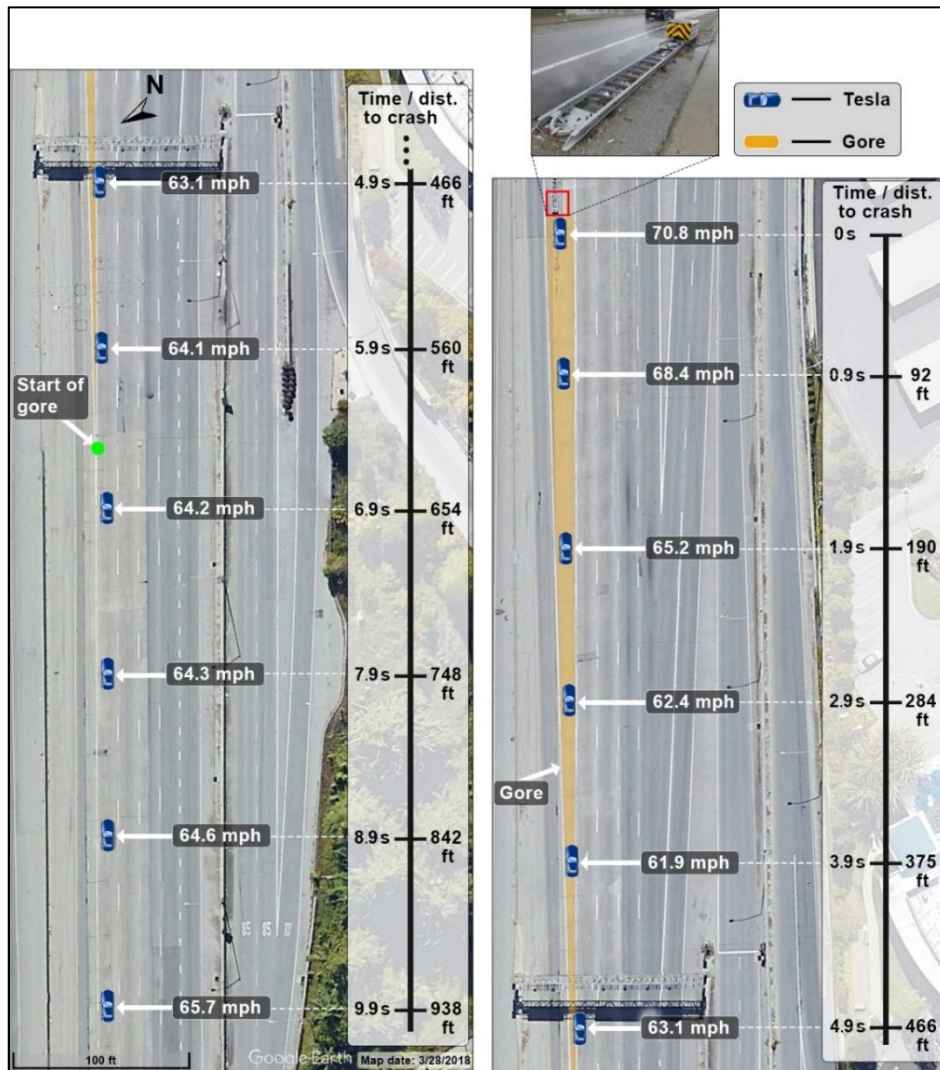 N
Time / dist.
to crash
63.1 mph
4.9s
466
ft
64.1 mph
5.9s
560
ft
Start of
gore
64.2 mph
6.9s
654
ft
64.3 mph
7.9s
748
ft
64.6 mph
8.9s
842
ft
85 85 
65.7 mph
9.9s
938
ft
100 ft
Google Earth
Map date: 3/28/2018
Tesla
Gore
Time / dist.
to crash
70.8 mph
0s
68.4 mph
0.9s
92
ft
65.2 mph
1.9s
190
ft
62.4 mph
2.9s
284
ft
Gore
61.9 mph
3.9s
375
ft
63.1 mph
4.9s
466
ft